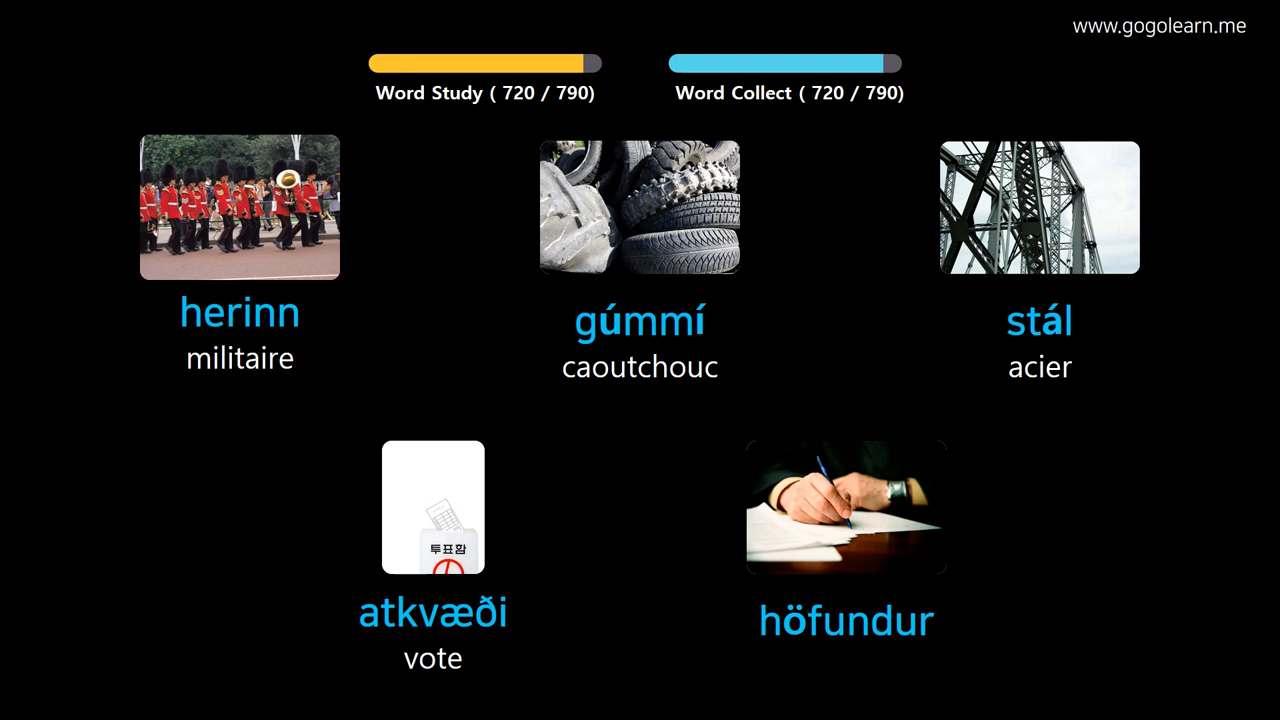 www.gogolearn.me
Word Study ( 720 / 790)
Word Collect ( 720 / 790)
herinn
militaire
gúmmí
caoutchouc
stál
acier
투표함
atkvæði
vote
höfundur